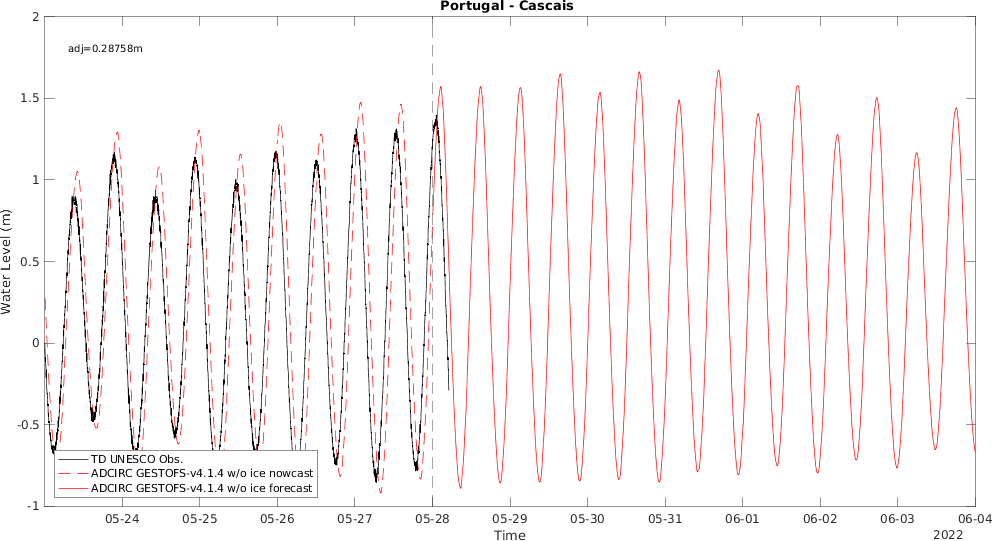 Portugal - Cascais
adj=0.28758m
2
1.5
1
0.5
0
-0.5
-1
Water Level (m)
TD UNESCO Obs.
ADCIRC GESTOFS-v4.1.4 w/o ice nowcast
ADCIRC GESTOFS-v4.1.4 w/o ice forecast
05-24 05-25 05-26 05-27 05-28 05-29 05-30 05-31 06-01 06-02 06-03 06-04
Time
2022